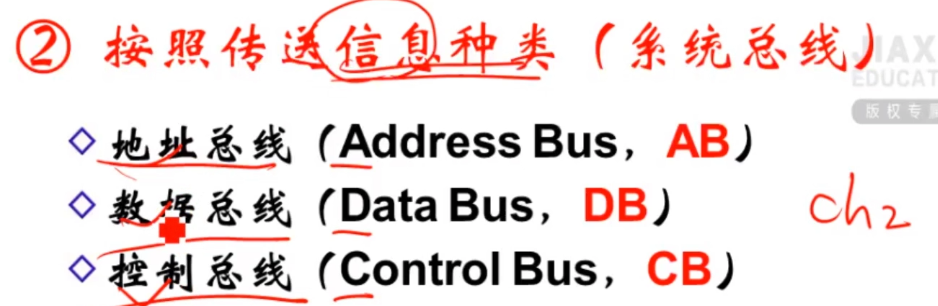 ② 按照传送信息种类（系统总线）
JIAX
EDUCAT
版权专属
◇ 地址总线（Address Bus，AB）
◇ 数据总线（Data Bus，DB）
ch2
◇ 控制总线（Control Bus，CB）